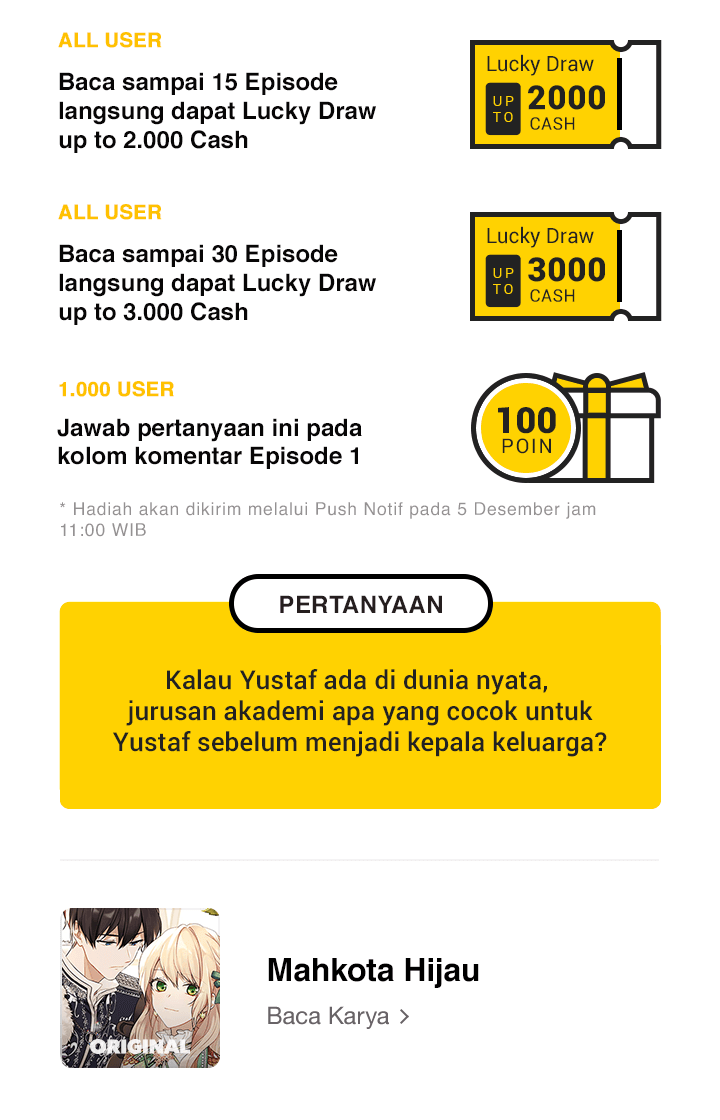 ALL USER
Baca sampai 15 Episode
langsung dapat Lucky Draw
up to 2.000 Cash
Lucky Draw
UP TO
2000
CASH
ALL USER
Baca sampai 30 Episode
langsung dapat Lucky Draw
up to 3.000 Cash
Lucky Draw
UP TO
3000
CASH
1.000 USER
Jawab pertanyaan ini pada
kolom komentar Episode 1
100
POIN
* Hadiah akan dikirim melalui Push Notif pada 5 Desember jam
11:00 WIB
PERTANYAAN
Kalau Yustaf ada di dunia nyata,
jurusan akademi apa yang cocok untuk
Yustaf sebelum menjadi kepala keluarga?
ORIGINAL
Mahkota Hijau
Baca Karya >